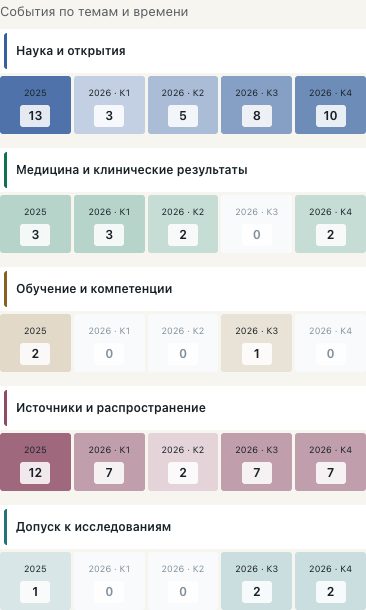 События по темам и времени
Наука и открытия
2025 2026 · К1 2026 · К2 2026 · К3 2026 · К4
13 3 5 8 10
Медицина и клинические результаты
2025 2026 · К1 2026 · К2 2026 · К3 2026 · К4
3 3 2 0 2
Обучение и компетенции
2025 2026 · К1 2026 · К2 2026 · К3 2026 · К4
2 0 0 1 0
Источники и распространение
2025 2026 · К1 2026 · К2 2026 · К3 2026 · К4
12 7 2 7 7
Допуск к исследованиям
2025 2026 · К1 2026 · К2 2026 · К3 2026 · К4
1 0 0 2 2